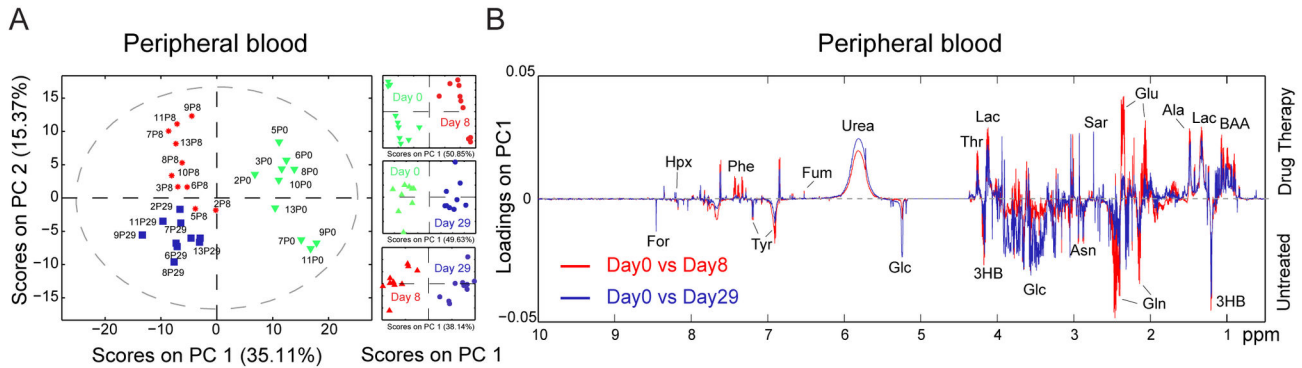 A
Peripheral blood
Scores on PC 2 (15.37%)
15
10
5
0
−5
−10
−15
−20
−10
0
10
20
Scores on PC 1 (35.11%)
9P8
11P8
7P8
13P8
8P8
10P8
3P8
6P8
5P8
2P8
2P29
11P29
7P29
9P29
6P29
13P29
8P29
5P0
3P0
6P0
8P0
2P0
10P0
13P0
7P0
9P0
11P0
Day 0
Day 8
Scores on PC 1 (50.85%)
Day 0
Day 29
Scores on PC 1 (49.63%)
Day 29
Day 8
Scores on PC 1 (38.14%)
Scores on PC 1
B
Peripheral blood
Loadings on PC1
0.05
0
−0.05
10
9
8
7
6
5
4
3
2
1
ppm
Hpx
Phe
Fum
Urea
Thr
Lac
Sar
Glu
Ala
Lac
BAA
For
Tyr
Glc
3HB
Glc
Asn
Gln
3HB
Day0 vs Day8
Day0 vs Day29
Drug Therapy
Untreated